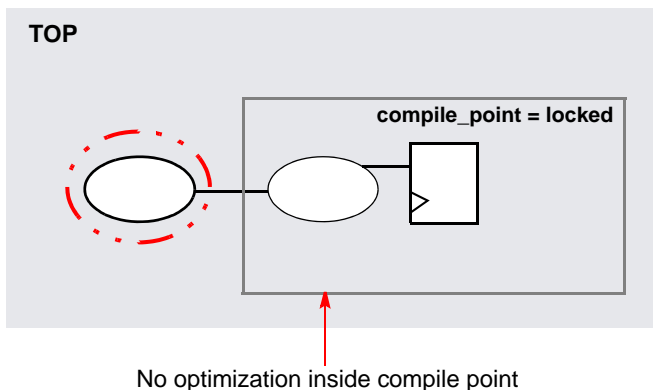 TOP
compile_point = locked
No optimization inside compile point